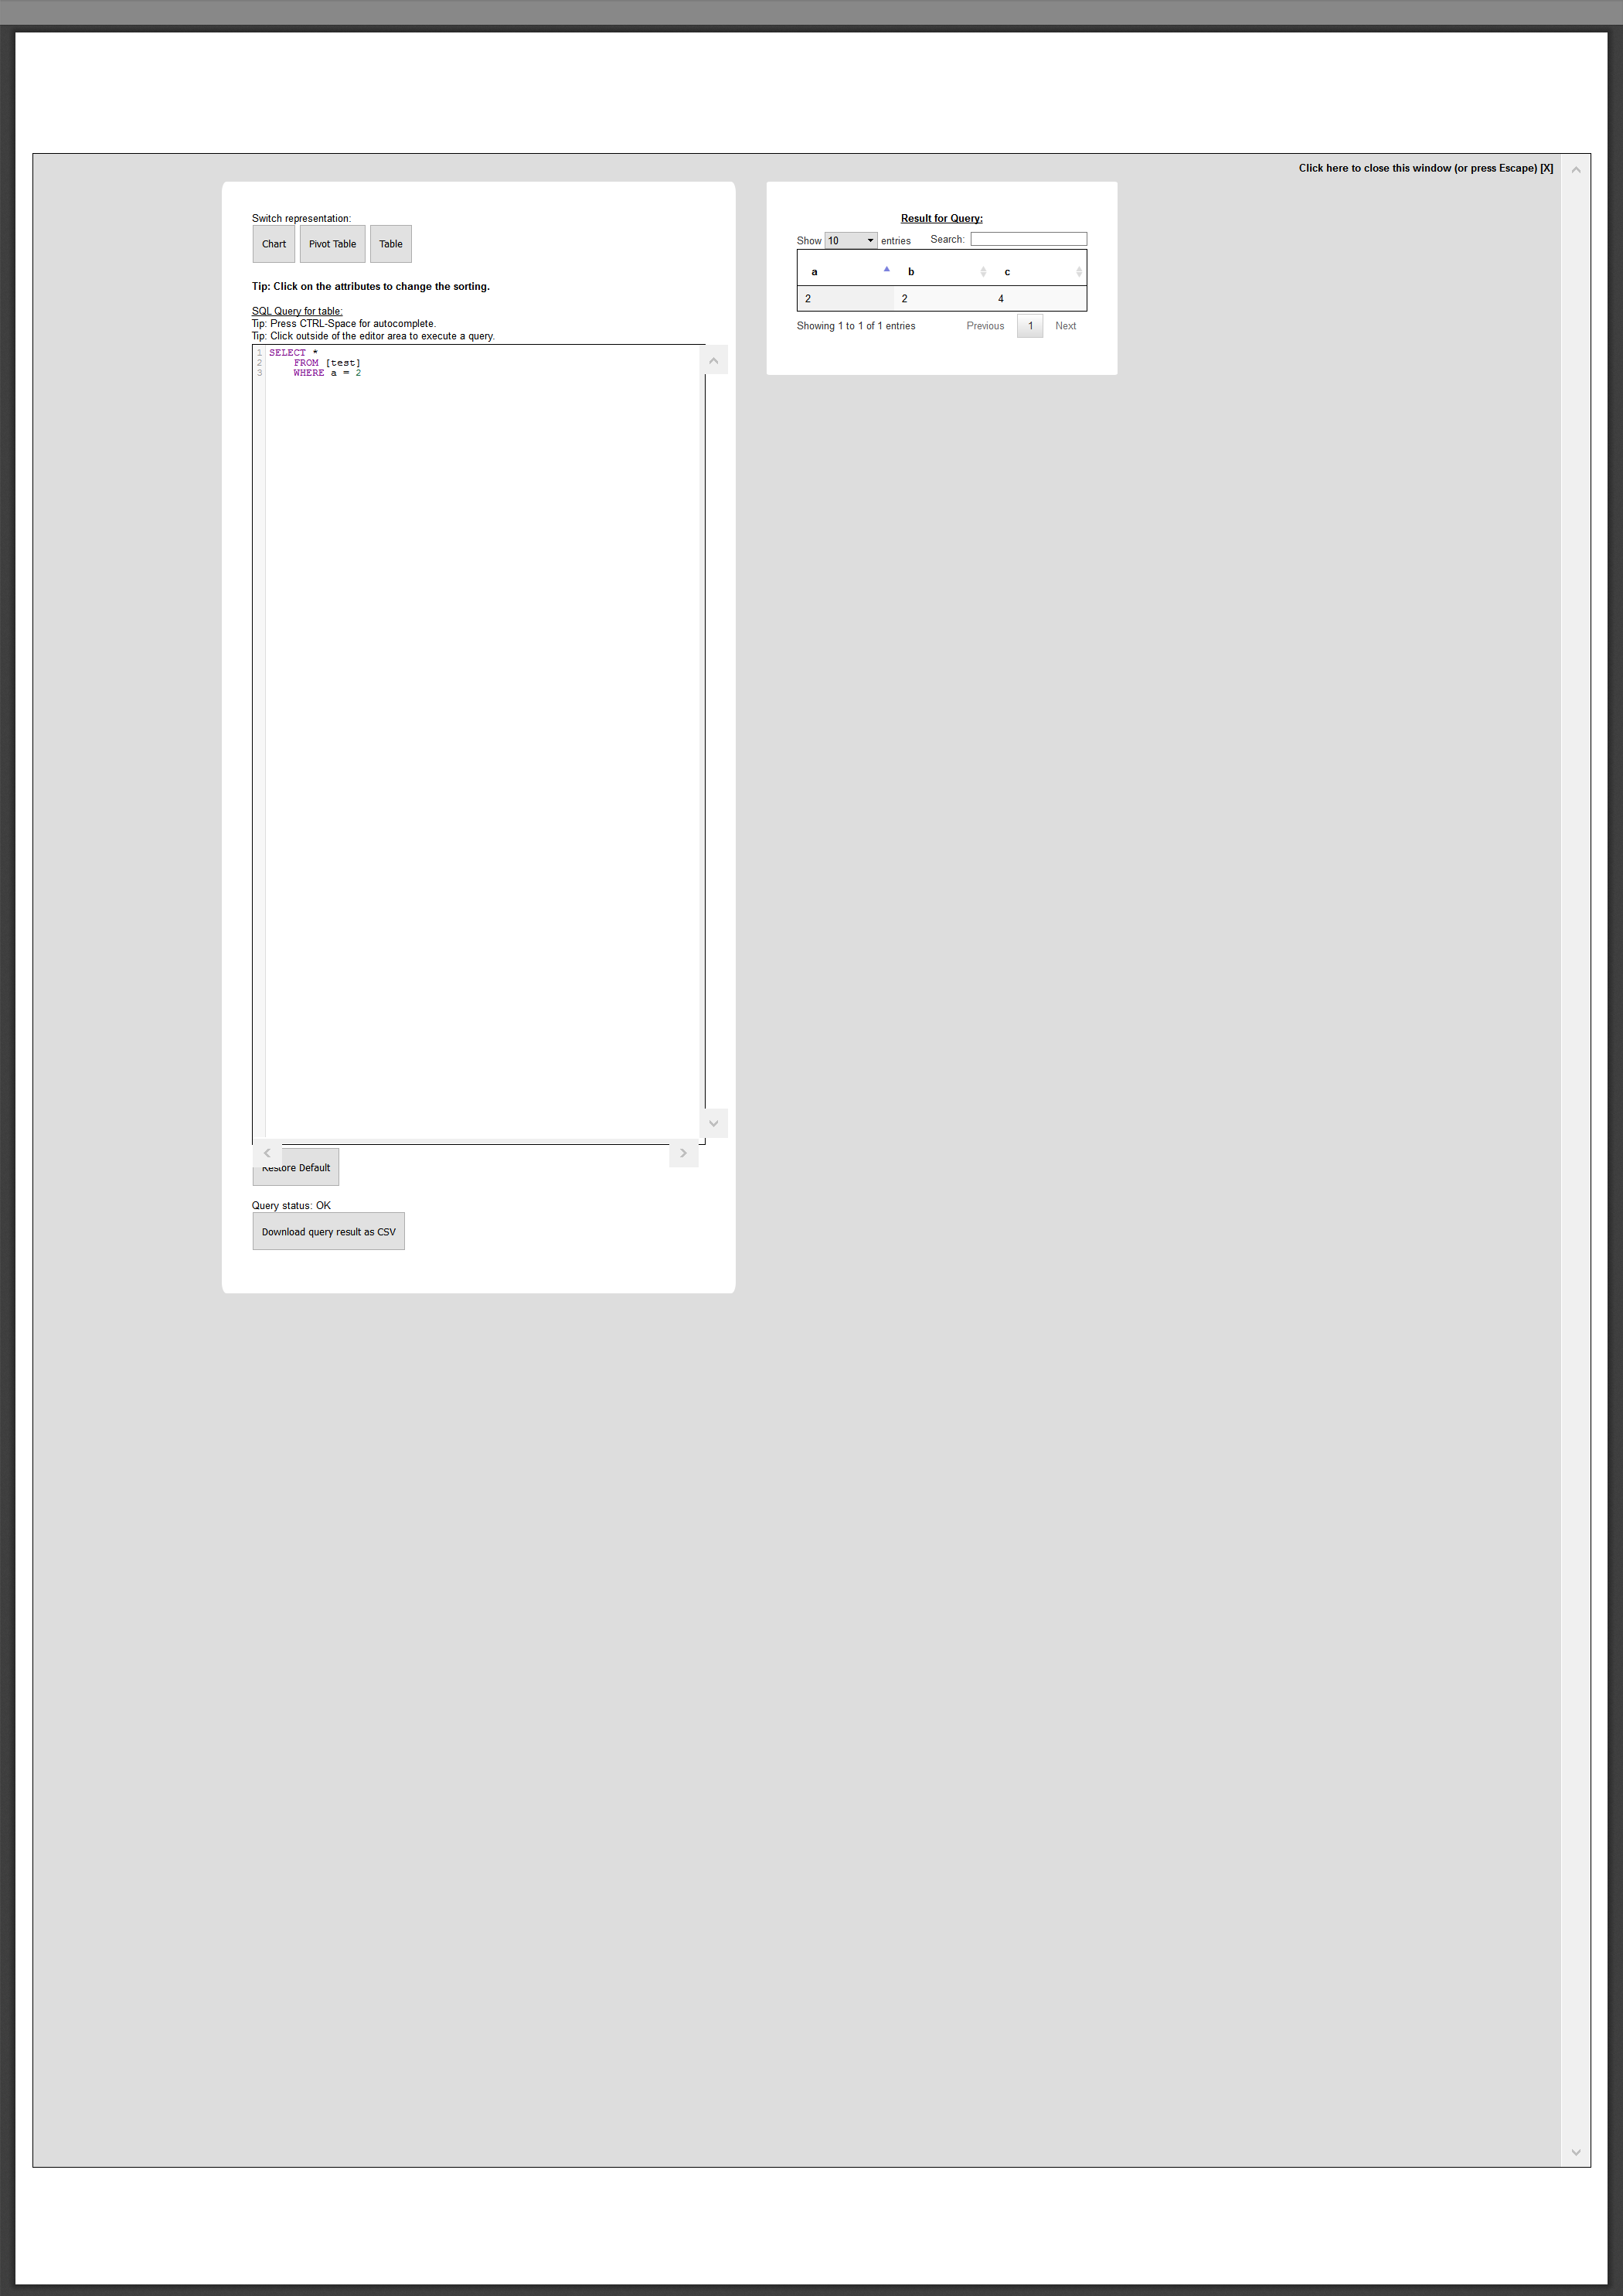 Click here to close this window (or press Escape) [X]
Switch representation:
Chart Pivot Table Table
Tip: Click on the attributes to change the sorting.
SQL Query for table:
Tip: Press CTRL-Space for autocomplete.
Tip: Click outside of the editor area to execute a query.
1 SELECT *
2 FROM [test]
3 WHERE a = 2
Restore Default
Query status: OK
Download query result as CSV
Result for Query:
Show 10 entries Search:
a b c
2 2 4
Showing 1 to 1 of 1 entries Previous 1 Next